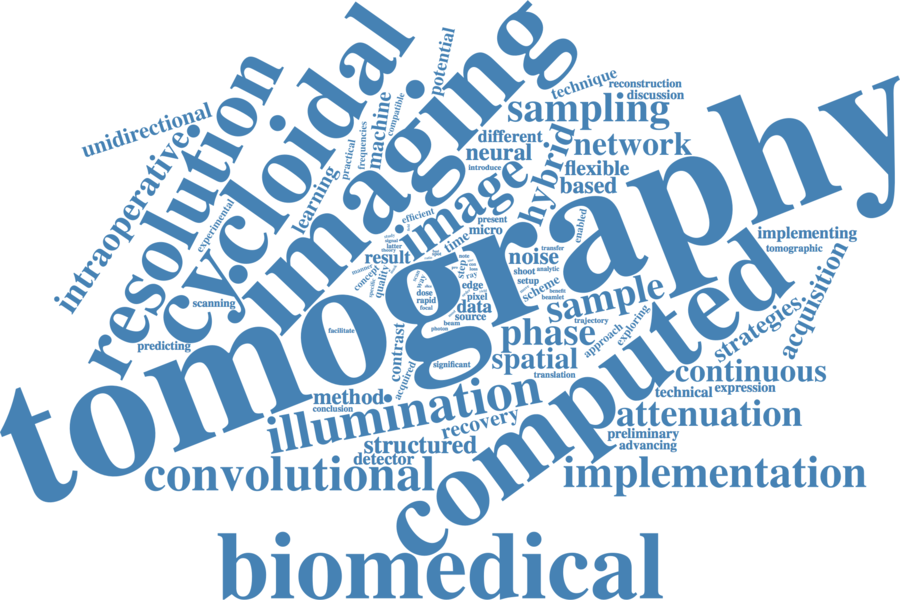 tomography
computed
imaging
cycloidal
resolution
biomedical
convolutional
implementation
illumination
intraoperative
unidirectional
image
hybrid
sampling
network
neural
different
flexible
based
technique
reconstruction
discussion
potential
machine
compatible
frequencies
practical
learning
experimental
scanning
predicting
introduce
efficient
present
micro
time
result
quality
concept
noise
transfer
shoot
analytic
setup
scheme
benefit
beamlet
enabled
implementing
tomographic
sample
trajectory
phase
spatial
translation
approach
exploring
strategies
acquisition
continuous
technical
expression
attenuation
preliminary
advancing
method
conclusion
contrast
acquired
significant
facilitate
structured
recovery
detector
data
source
edge
pixel
dose
rapid
focal
beam
photon
step
note
ray
way
study
signal
latter
manner
specific